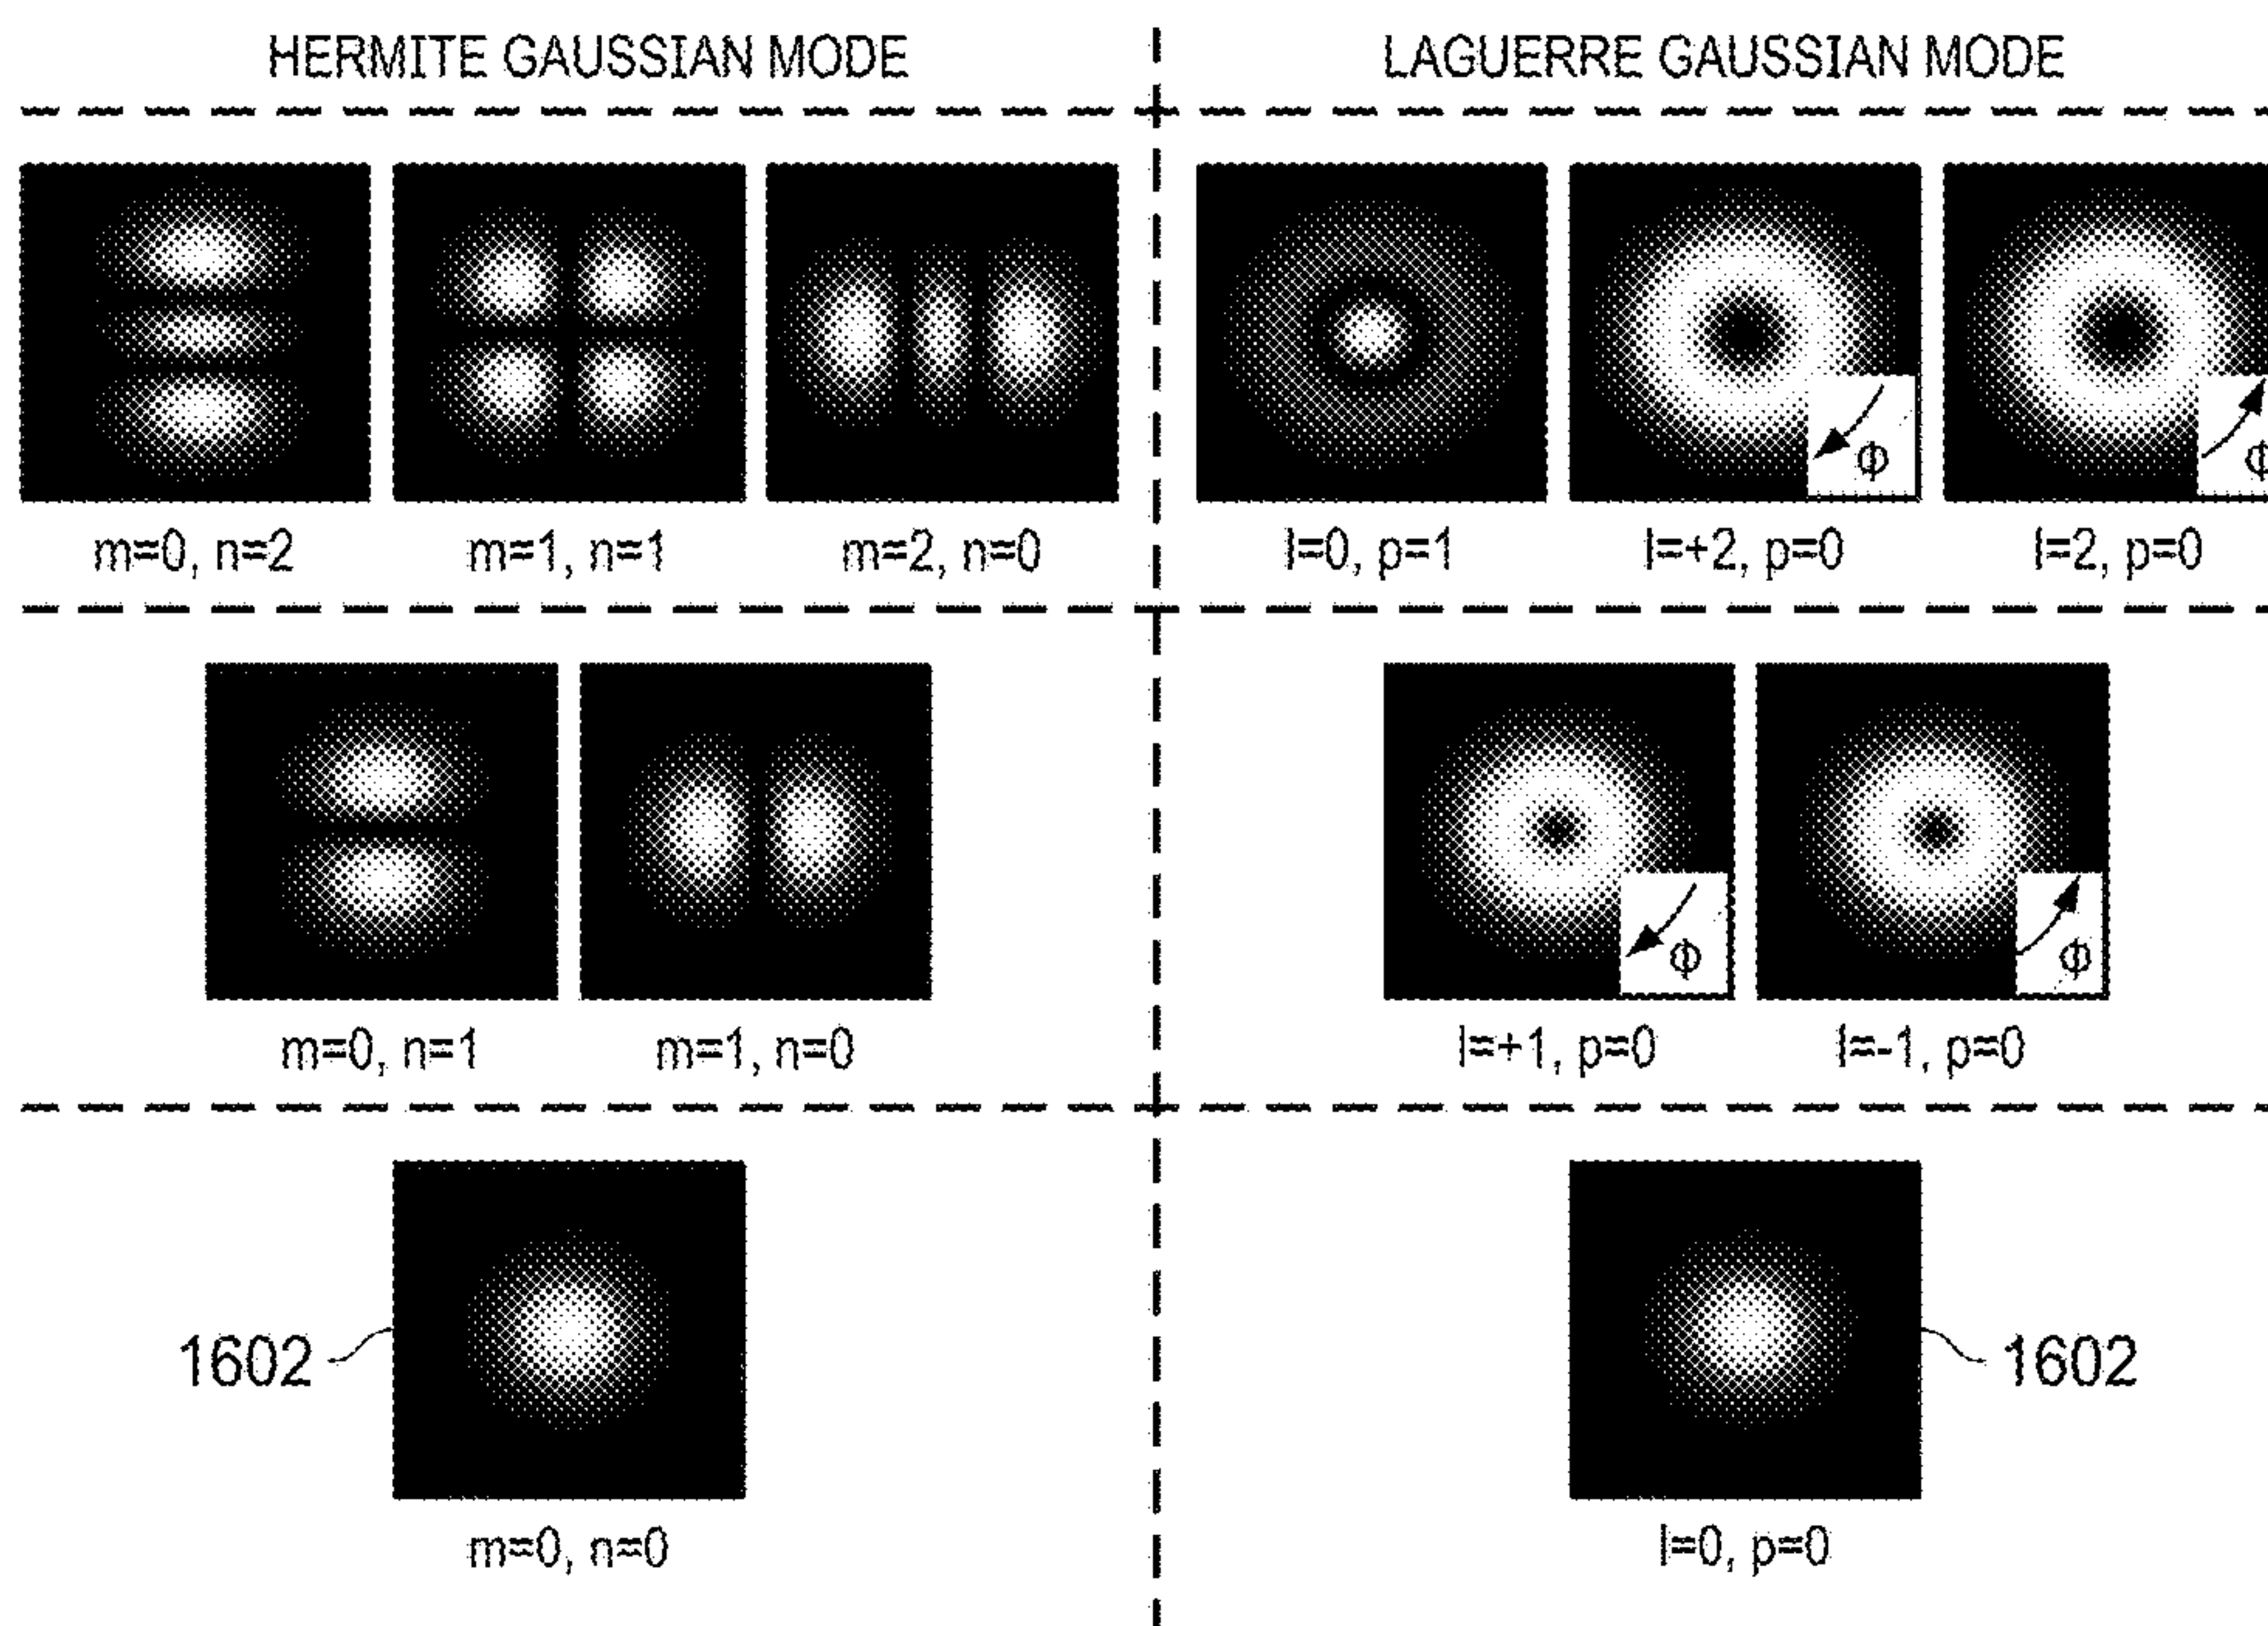 HERMITE GAUSSIAN MODE
LAGUERRE GAUSSIAN MODE
Φ
Φ
m=0, n=2
m=1, n=1
m=2, n=0
l=0, p=1
l=+2, p=0
l=2, p=0
Φ
Φ
m=0, n=1
m=1, n=0
l=+1, p=0
l=-1, p=0
1602
1602
m=0, n=0
l=0, p=0